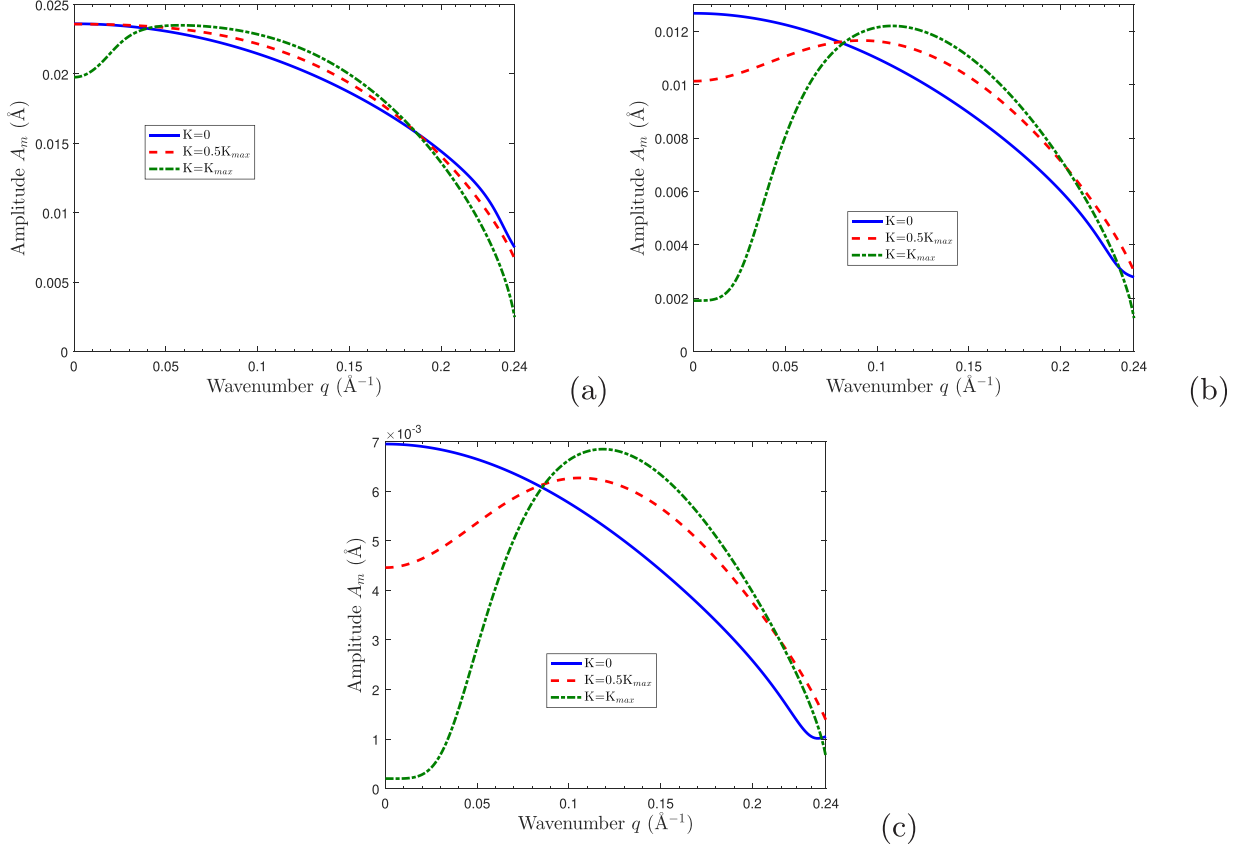 0.025
0.02
0.015
0.01
0.005
0
Amplitude A_m (Å)
K=0
K=0.5K_max
K=K_max
0 0.05 0.1 0.15 0.2 0.24
Wavenumber q (Å⁻¹)
(a)
0.012
0.01
0.008
0.006
0.004
0.002
0
Amplitude A_m (Å)
K=0
K=0.5K_max
K=K_max
0 0.05 0.1 0.15 0.2 0.24
Wavenumber q (Å⁻¹)
(b)
×10⁻³
7
6
5
4
3
2
1
0
Amplitude A_m (Å)
K=0
K=0.5K_max
K=K_max
0 0.05 0.1 0.15 0.2 0.24
Wavenumber q (Å⁻¹)
(c)